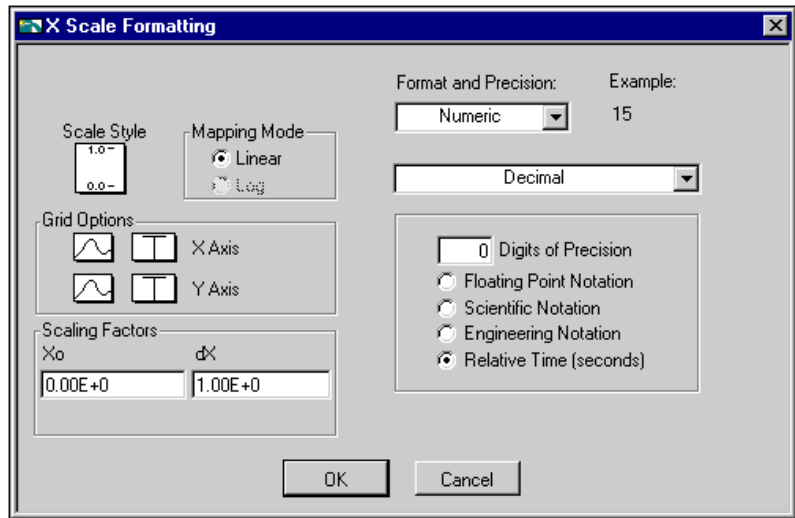 X Scale Formatting
Format and Precision:
Example:
Numeric
15
Scale Style
1.0
0.0
Mapping Mode
Linear
Log
Decimal
Grid Options
X Axis
Y Axis
0 Digits of Precision
Floating Point Notation
Scientific Notation
Engineering Notation
Relative Time (seconds)
Scaling Factors
Xo
dX
0.00E+0
1.00E+0
OK
Cancel